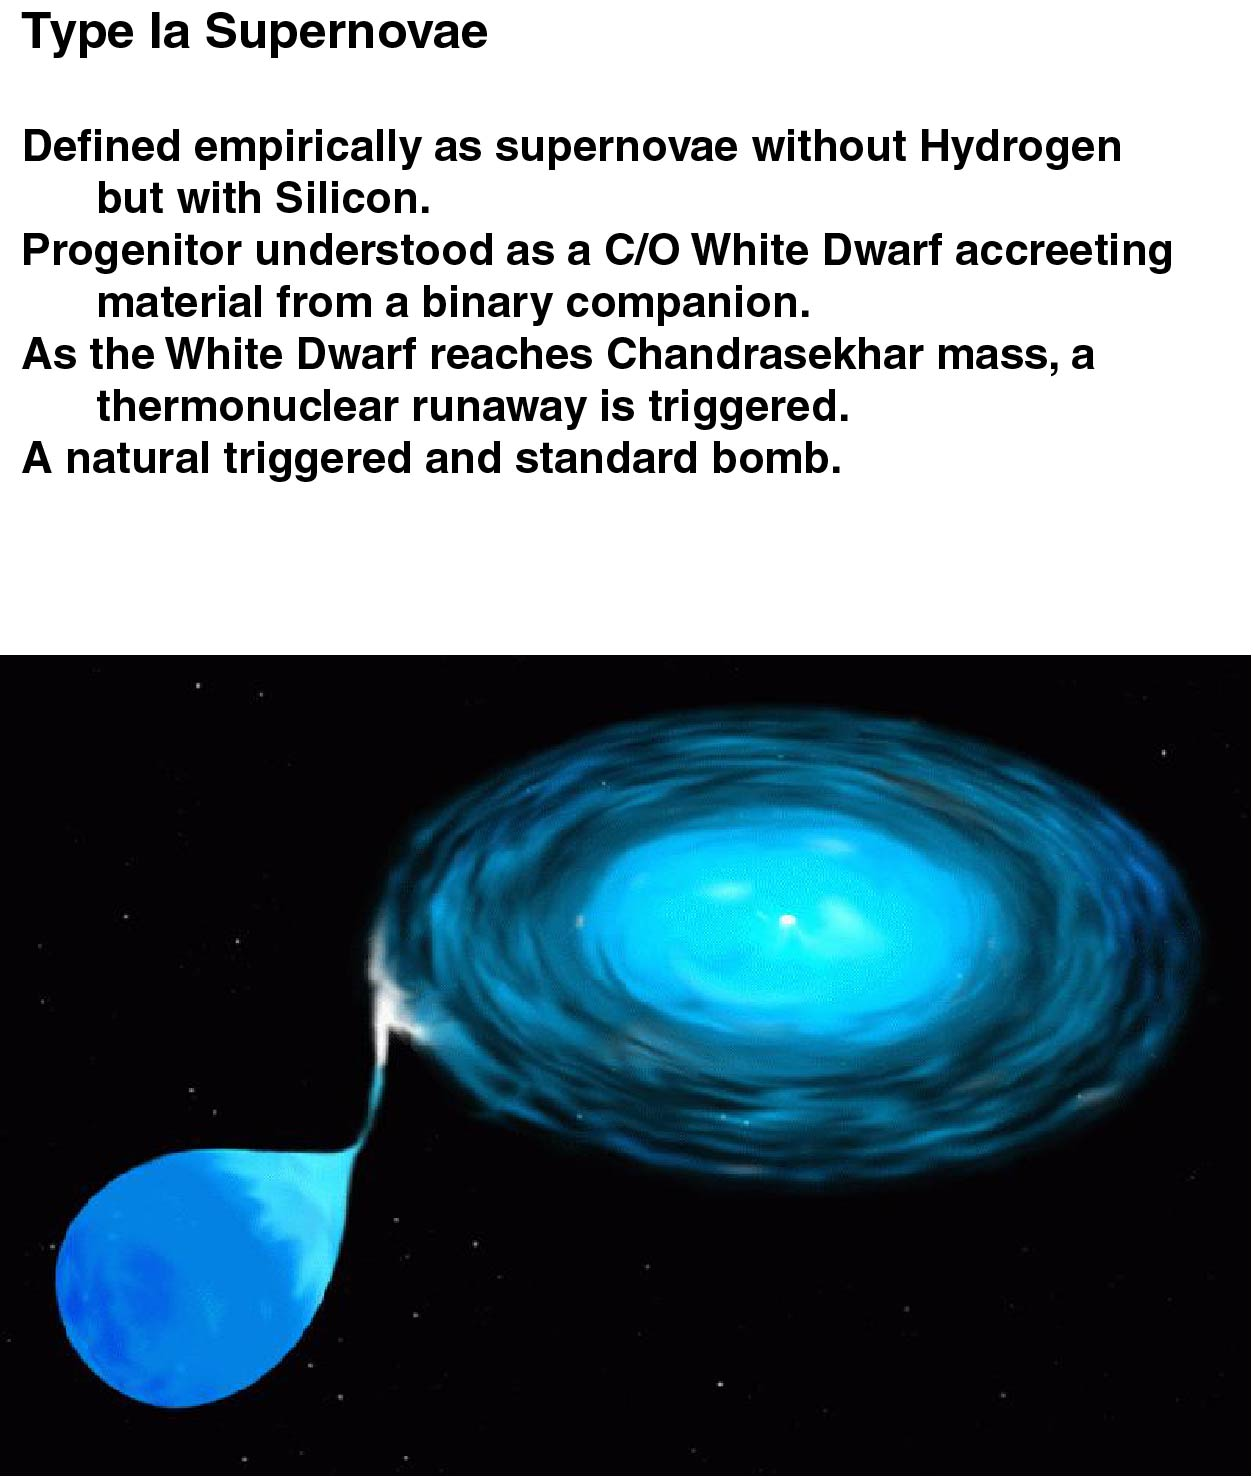 Type Ia Supernovae
Defined empirically as supernovae without Hydrogen
but with Silicon.
Progenitor understood as a C/O White Dwarf accreeting
material from a binary companion.
As the White Dwarf reaches Chandrasekhar mass, a
thermonuclear runaway is triggered.
A natural triggered and standard bomb.